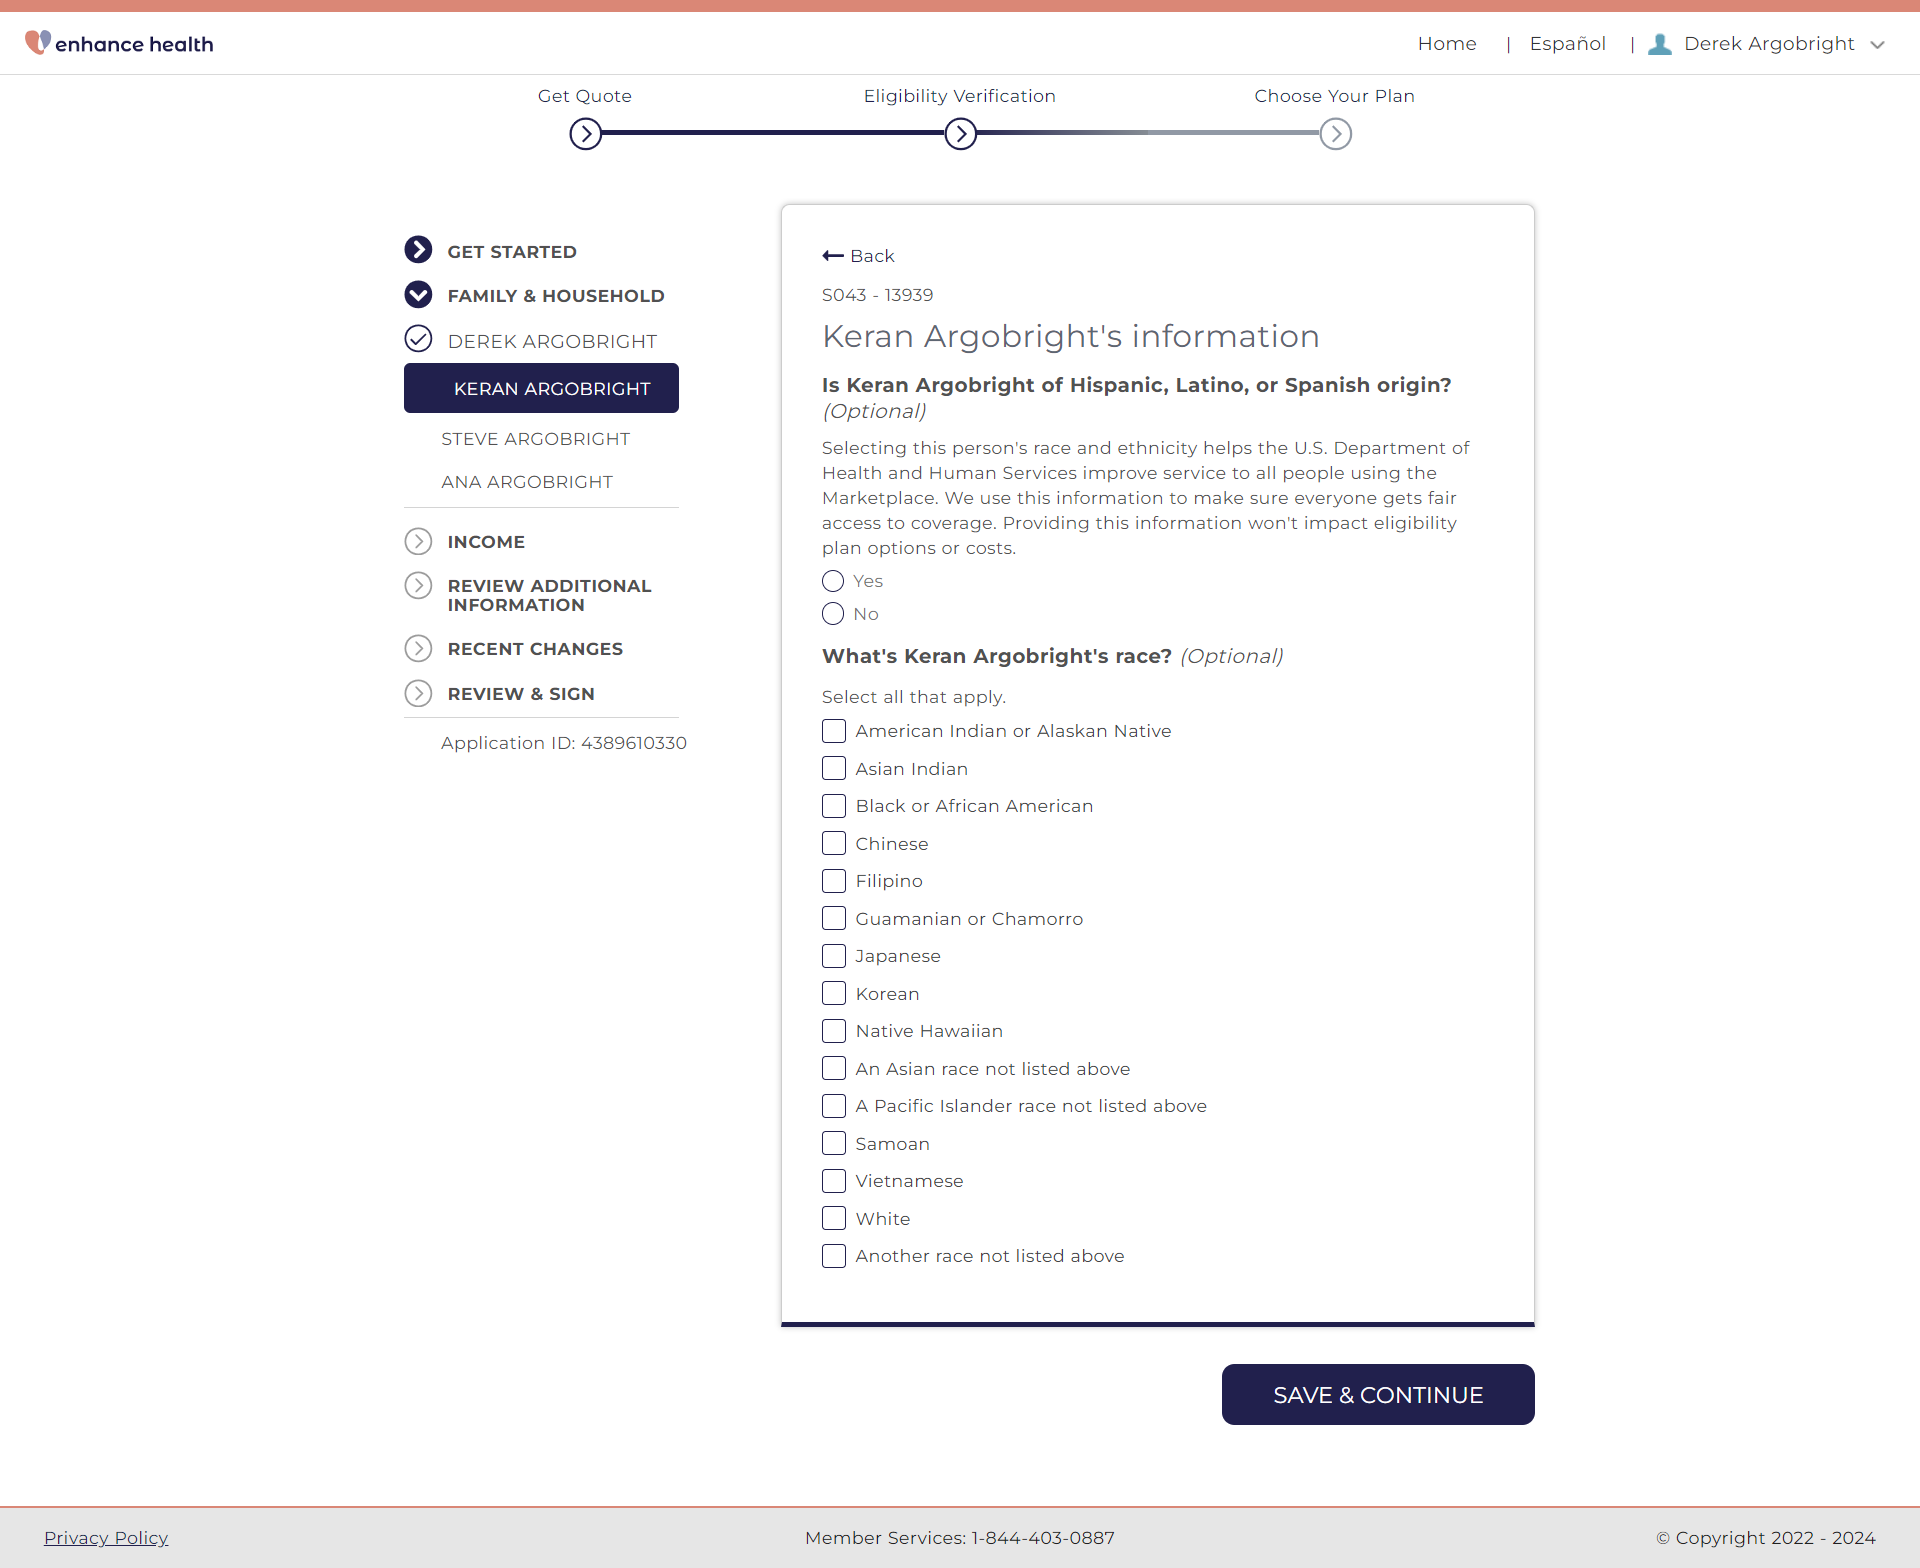 enhance health
Home | Español | Derek Argobright
Get Quote
Eligibility Verification
Choose Your Plan
GET STARTED
FAMILY & HOUSEHOLD
DEREK ARGOBRIGHT
KERAN ARGOBRIGHT
STEVE ARGOBRIGHT
ANA ARGOBRIGHT
INCOME
REVIEW ADDITIONAL
INFORMATION
RECENT CHANGES
REVIEW & SIGN
Application ID: 4389610330
Back
S043 - 13939
Keran Argobright's information
Is Keran Argobright of Hispanic, Latino, or Spanish origin?
(Optional)
Selecting this person's race and ethnicity helps the U.S. Department of
Health and Human Services improve service to all people using the
Marketplace. We use this information to make sure everyone gets fair
access to coverage. Providing this information won't impact eligibility
plan options or costs.
Yes
No
What's Keran Argobright's race? (Optional)
Select all that apply.
American Indian or Alaskan Native
Asian Indian
Black or African American
Chinese
Filipino
Guamanian or Chamorro
Japanese
Korean
Native Hawaiian
An Asian race not listed above
A Pacific Islander race not listed above
Samoan
Vietnamese
White
Another race not listed above
SAVE & CONTINUE
Privacy Policy
Member Services: 1-844-403-0887
© Copyright 2022 - 2024